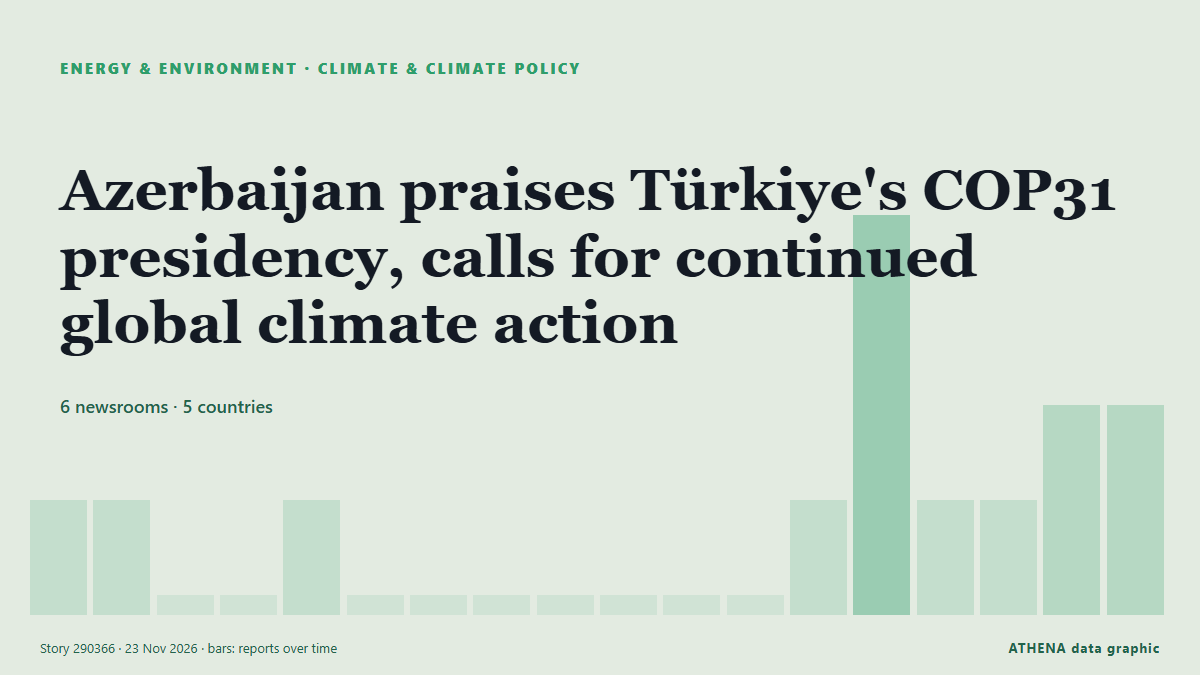 ENERGY & ENVIRONMENT · CLIMATE & CLIMATE POLICY
Azerbaijan praises Türkiye's COP31
presidency, calls for continued
global climate action
6 newsrooms · 5 countries
Story 290366 · 23 Nov 2026 · bars: reports over time
ATHENA data graphic